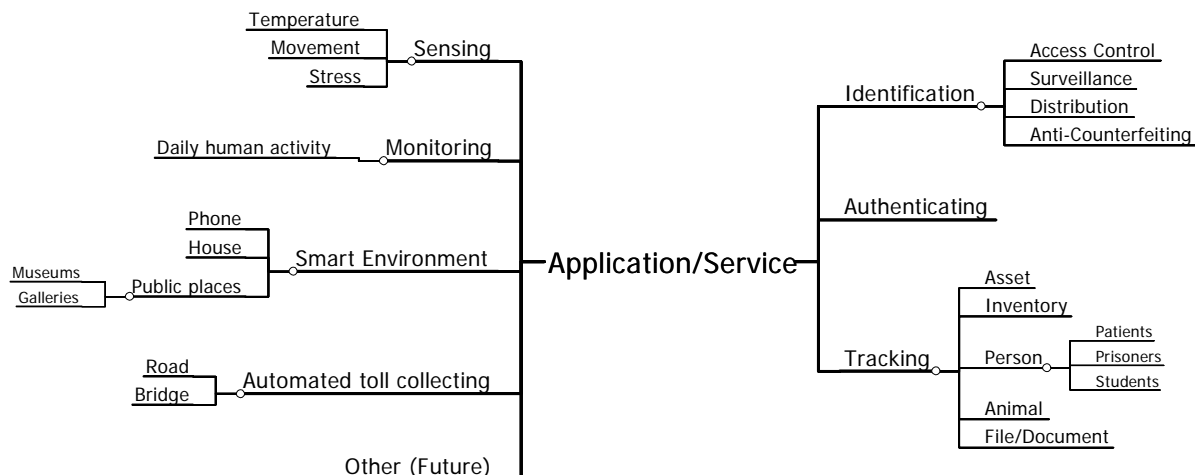 Temperature
Movement
Stress
Sensing
Daily human activity
Monitoring
Phone
House
Public places
Museums
Galleries
Smart Environment
Road
Bridge
Automated toll collecting
Other (Future)
Application/Service
Identification
Access Control
Surveillance
Distribution
Anti-Counterfeiting
Authenticating
Tracking
Asset
Inventory
Person
Patients
Prisoners
Students
Animal
File/Document